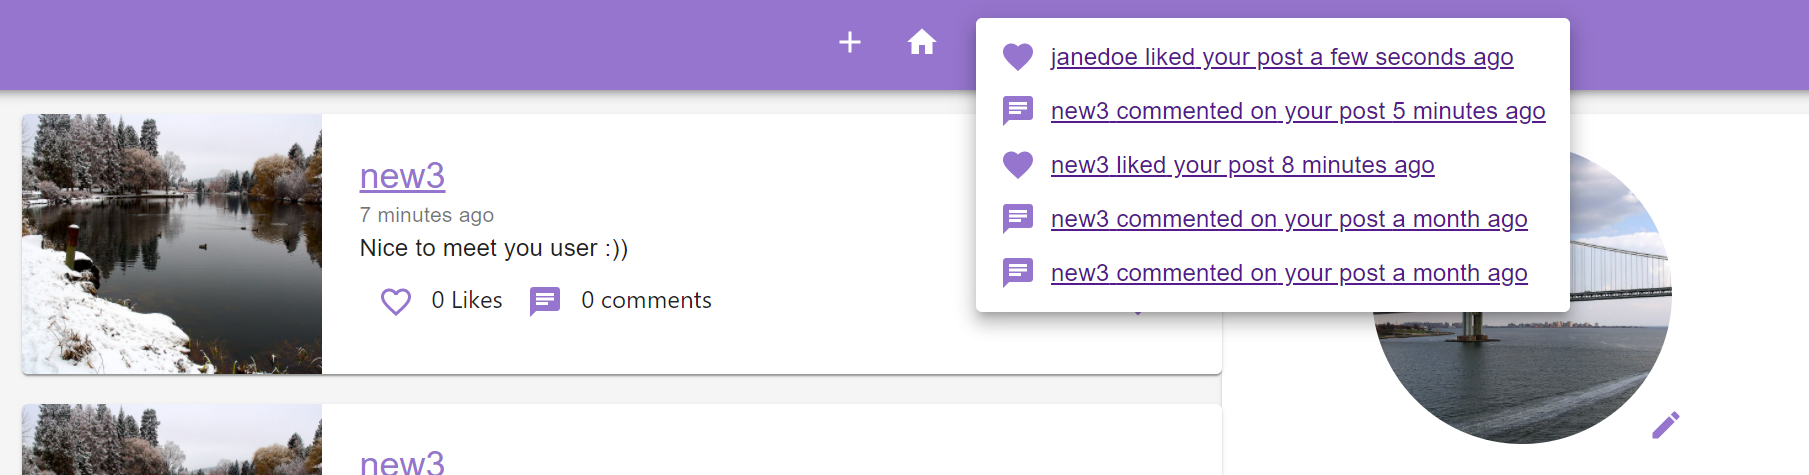 janedoe liked your post a few seconds ago
new3 commented on your post 5 minutes ago
new3 liked your post 8 minutes ago
new3 commented on your post a month ago
new3 commented on your post a month ago
new3
7 minutes ago
Nice to meet you user :))
0 Likes 0 comments
new3